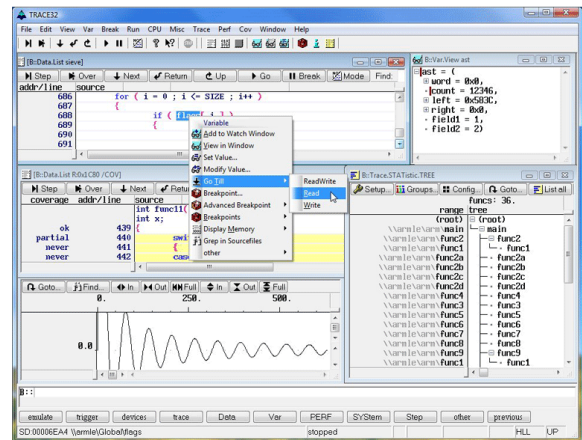 TRACE32
File Edit View Var Break Run CPU Misc Trace Perf Cov Window Help
[B::Data.List sieve]
Step Over Next Return Up Go Break Mode Find:
addr/line source
686 for ( i = 0 ; i <= SIZE ; i++ )
687 {
688 if ( flags[ i ] )
689 {
690
691
Variable
Add to Watch Window
View in Window
Set Value...
Modify Value...
Go Till
Breakpoint...
Advanced Breakpoint
Breakpoints
Display Memory
Grep in Sourcefiles
other
ReadWrite
Read
Write
B::Var.View ast
ast = (
word = 0x0,
count = 12346,
left = 0x583C,
right = 0x0,
field1 = 1,
field2 = 2)
[B::Data.List R:0x1C80 /COV]
Step Over Next Retu
coverage addr/line source
int func11(
int x;
ok 439 {
partial 440 swi
never 441 {
never 442 case
B::Trace.STATistic.TREE
Setup... Groups... Config... Goto... List all
funcs: 36.
range tree
(root) (root)
\\armle\arm\main main
\\armle\arm\func2 func2
\\armle\arm\func1 func1
\\armle\arm\func2a func2a
\\armle\arm\func2b func2b
\\armle\arm\func2c func2c
\\armle\arm\func2d func2d
\\armle\arm\func4 func4
\\armle\arm\func3 func3
\\armle\arm\func5 func5
\\armle\arm\func6 func6
\\armle\arm\func7 func7
\\armle\arm\func8 func8
\\armle\arm\func9 func9
\\armle\arm\func1 func1
Goto... Find... In Out Full In Out Full
0. 250. 500.
0.0
B::
emulate trigger devices trace Data Var PERF SYStem Step other previous
SD:00006EA4 \\armle\Global\flags stopped HLL UP